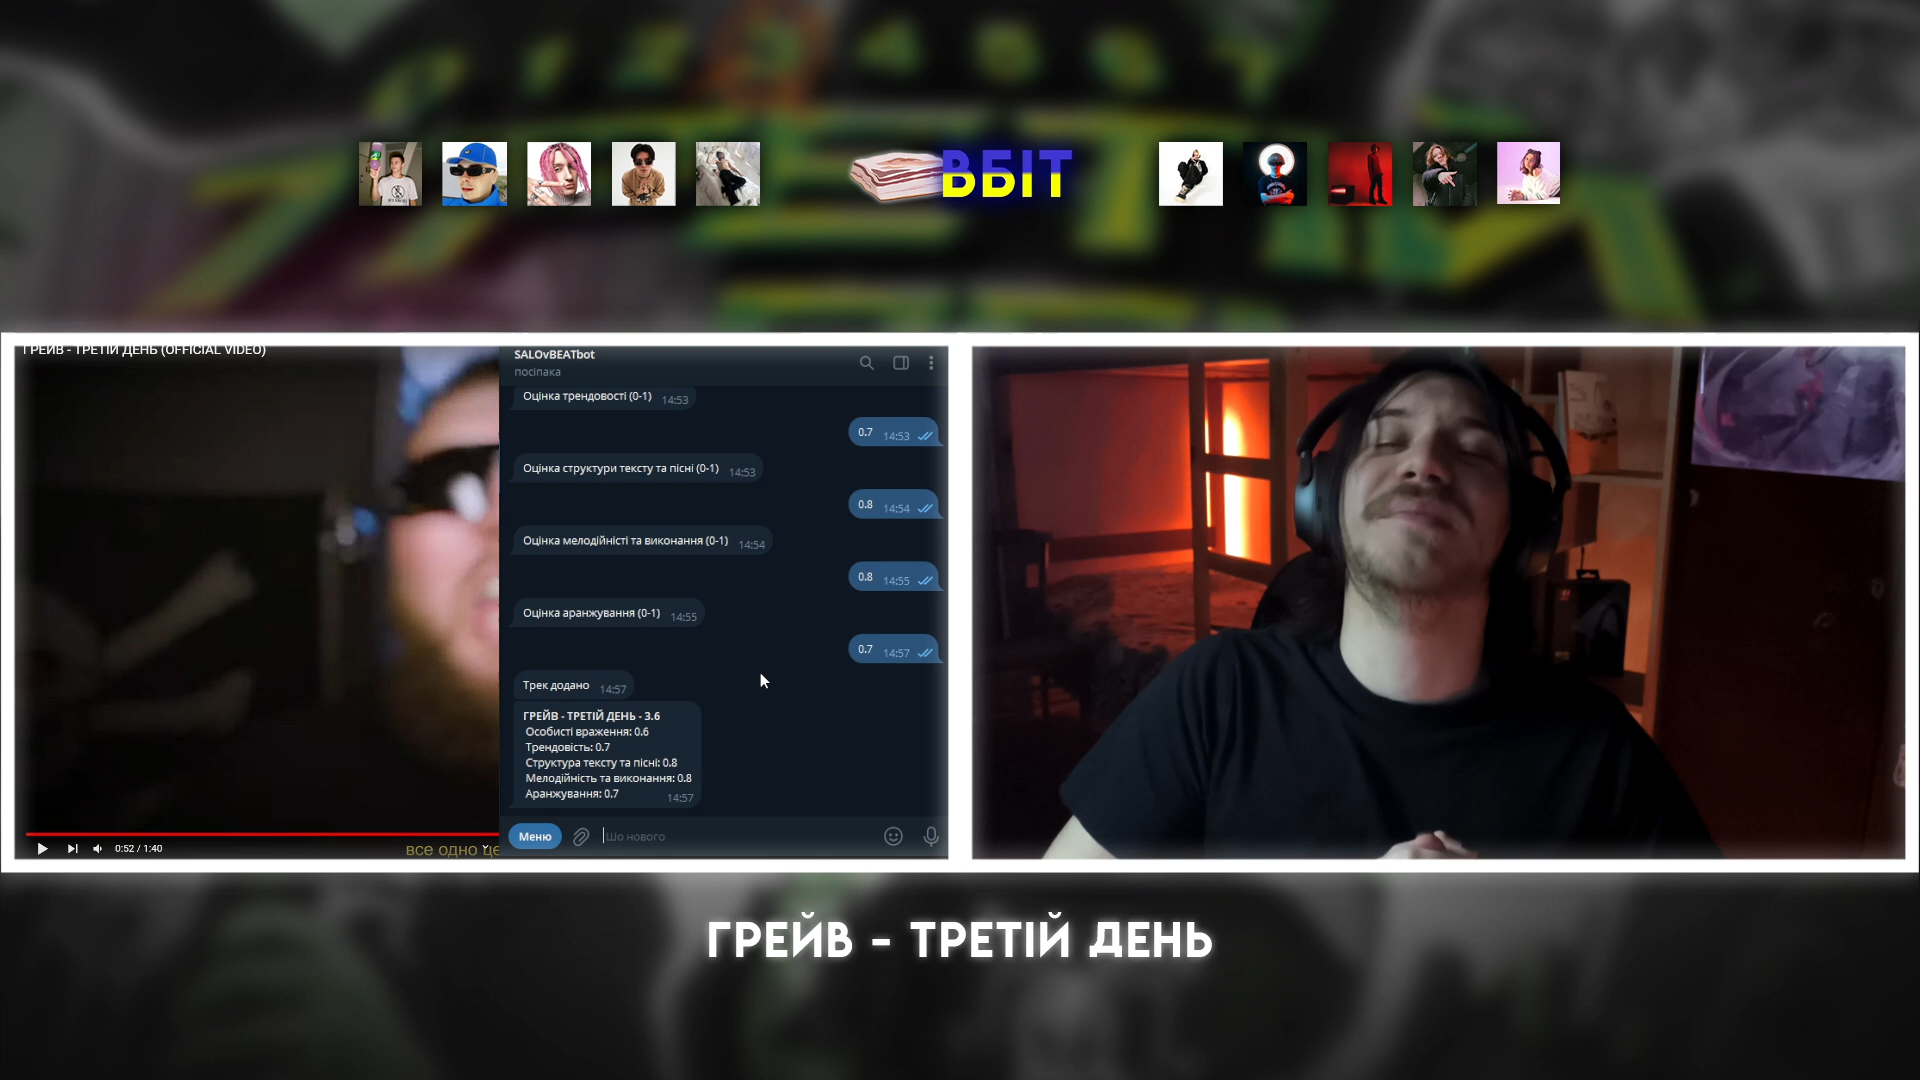 ВБІТ
ГРЕЙВ - ТРЕТІЙ ДЕНЬ (OFFICIAL VIDEO)
SALOvBEATbot
посіпака
Оцінка трендовості (0-1) 14:53
0.7 14:53
Оцінка структури тексту та пісні (0-1) 14:53
0.8 14:54
Оцінка мелодійністі та виконання (0-1) 14:54
0.8 14:55
Оцінка аранжування (0-1) 14:55
0.7 14:57
Трек додано 14:57
ГРЕЙВ - ТРЕТІЙ ДЕНЬ - 3.6
Особисті враження: 0.6
Трендовість: 0.7
Структура тексту та пісні: 0.8
Мелодійність та виконання: 0.8
Аранжування: 0.7 14:57
Меню Шо нового
0:52 / 1:40
все одно це
ГРЕЙВ - ТРЕТІЙ ДЕНЬ